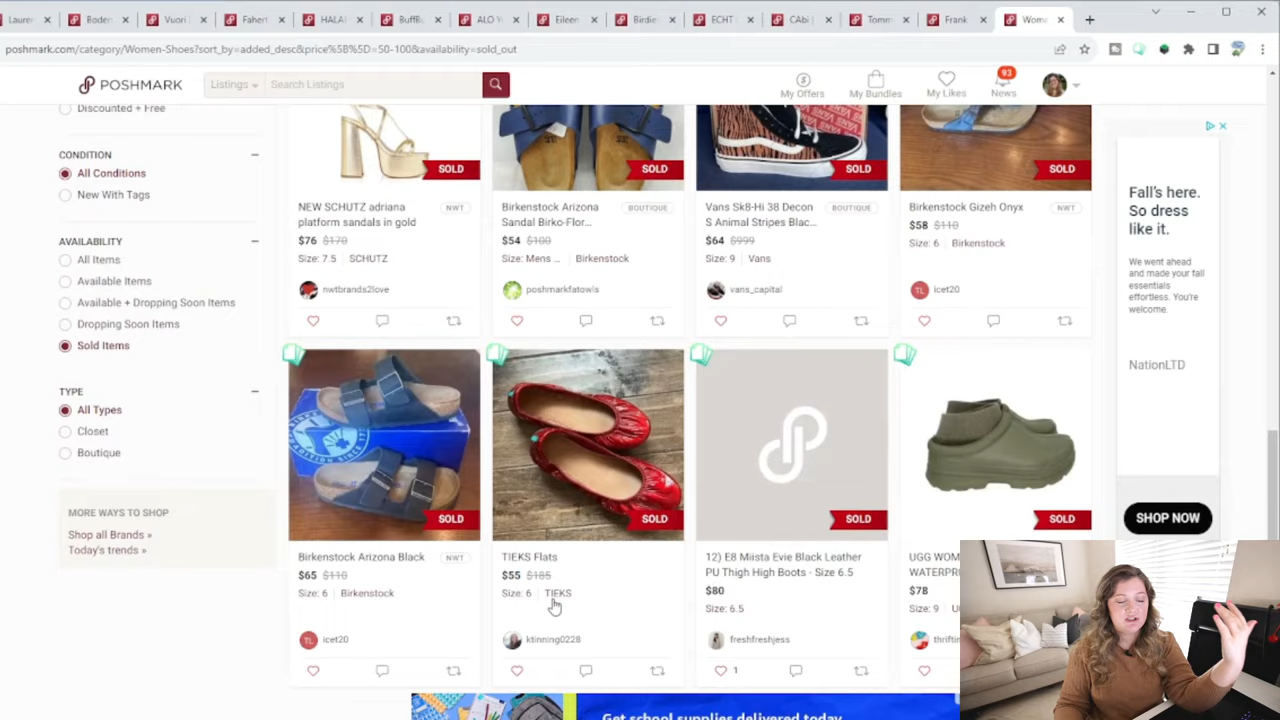 Lauren
Boden
Vuori
Fahert
HALAI
Buffb
ALO Y
Eileen
Birdies
ECHT
CAbi |
Tomm
Frank
Wome
poshmark.com/category/Women-Shoes?sort_by=added_desc&price%5B%5D=50-100&availability=sold_out
POSHMARK
Listings
Search Listings
My Offers
My Bundles
My Likes
93
News
Discounted + Free
CONDITION
All Conditions
New With Tags
AVAILABILITY
All Items
Available Items
Available + Dropping Soon Items
Dropping Soon Items
Sold Items
TYPE
All Types
Closet
Boutique
MORE WAYS TO SHOP
Shop all Brands »
Today's trends »
SOLD
NEW SCHUTZ adriana
platform sandals in gold
NWT
$76 $170
Size: 7.5 | SCHUTZ
nwtbrands2love
SOLD
Birkenstock Arizona
Sandal Birko-Flor...
BOUTIQUE
$54 $100
Size: Mens ... | Birkenstock
poshmarkfatowls
VANS
SOLD
Vans Sk8-Hi 38 Decon
S Animal Stripes Blac...
BOUTIQUE
$64 $999
Size: 9 | Vans
vans_capital
SOLD
Birkenstock Gizeh Onyx
NWT
$58 $110
Size: 6 | Birkenstock
TL
icet20
SOLD
Birkenstock Arizona Black
NWT
$65 $110
Size: 6 | Birkenstock
TL
icet20
SOLD
TIEKS Flats
$55 $185
Size: 6 | TIEKS
ktinning0228
SOLD
12) E8 Miista Evie Black Leather
PU Thigh High Boots - Size 6.5
$80
Size: 6.5
freshfreshjess
1
SOLD
UGG WOM
WATERPR
$78
Size: 9 | U
thriftin
Fall's here.
So dress
like it.
We went ahead
and made your fall
essentials
effortless. You're
welcome.
NationLTD
SHOP NOW
Get school supplies delivered today